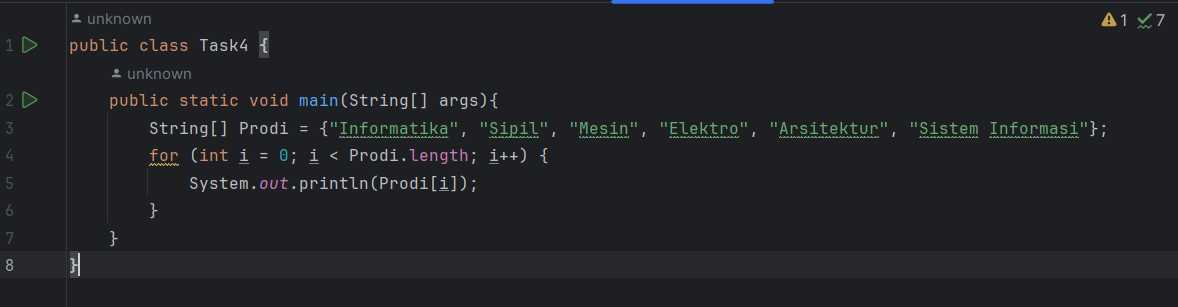 unknown
1 public class Task4 {
unknown
2 public static void main(String[] args){
3 String[] Prodi = {"Informatika", "Sipil", "Mesin", "Elektro", "Arsitektur", "Sistem Informasi"};
4 for (int i = 0; i < Prodi.length; i++) {
5 System.out.println(Prodi[i]);
6 }
7 }
8 }
1 7